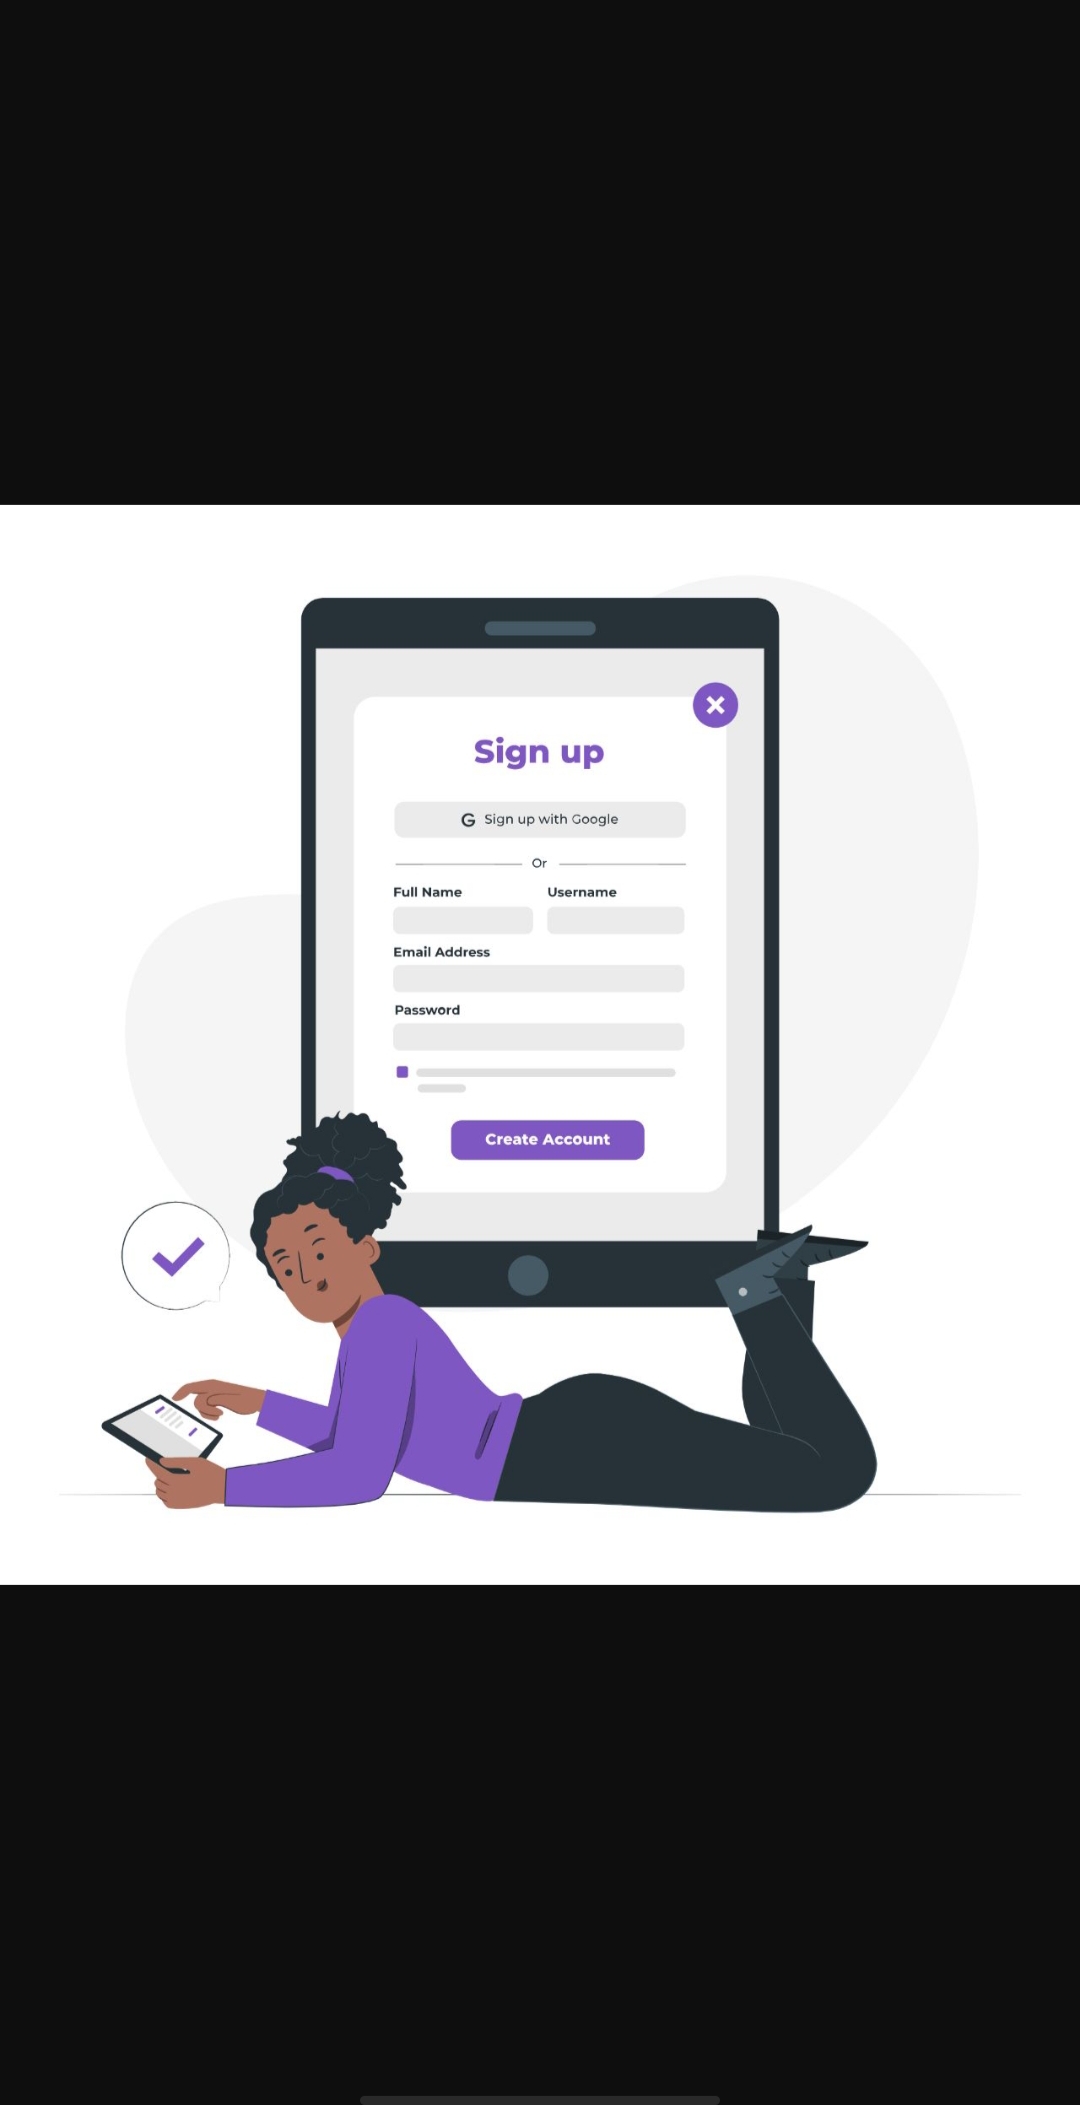 Sign up
G Sign up with Google
Or
Full Name Username
Email Address
Password
Create Account